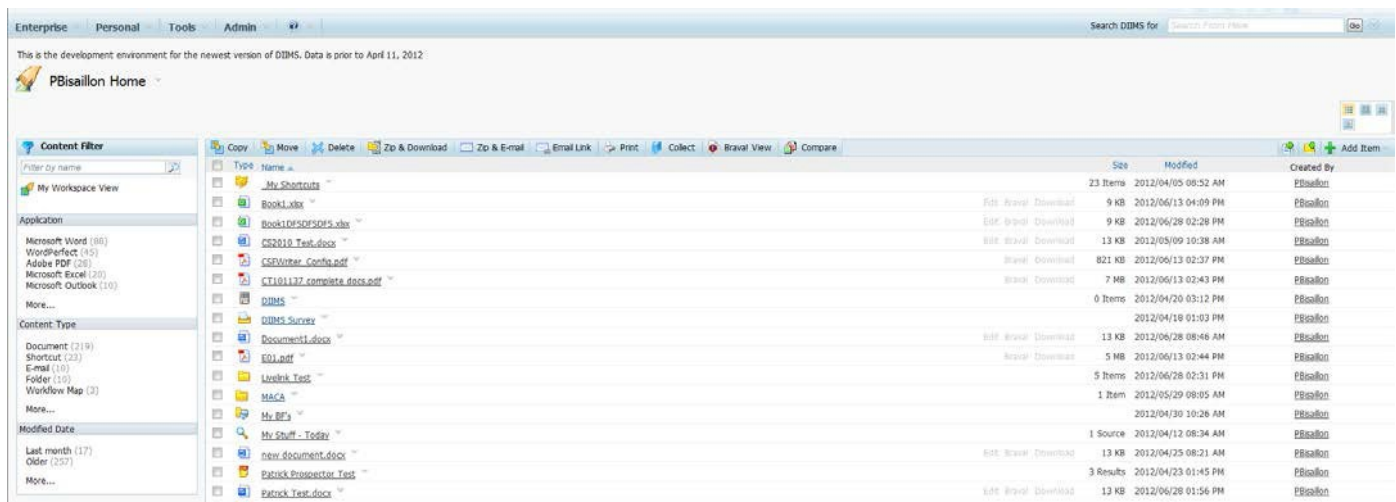 Enterprise Personal Tools Admin Search DIIMS for Go
This is the development environment for the newest version of DIIMS. Data is prior to April 11, 2012
PBisaillon Home
Content Filter Copy Move Delete Zip & Download Zip & E-mail Email Link Print Collect Braval View Compare Add Item
Filter by name Type Name Size Modified Created By
My Workspace View
_My Shortcuts 23 Items 2012/04/05 08:52 AM PBisaillon
Book1.xlsx Edit Braval Download 9 KB 2012/06/13 04:09 PM PBisaillon
Book1DFSDFSDFS.xlsx Edit Braval Download 9 KB 2012/06/28 02:28 PM PBisaillon
CS2010 Test.docx Edit Braval Download 13 KB 2012/05/09 10:38 AM PBisaillon
CSEWriter_Config.pdf Braval Download 821 KB 2012/06/13 02:37 PM PBisaillon
CT101137 complete docs.pdf Braval Download 7 MB 2012/06/13 02:43 PM PBisaillon
DIIMS 0 Items 2012/04/20 03:12 PM PBisaillon
DIIMS Survey 2012/04/18 01:03 PM PBisaillon
Document1.docx Edit Braval Download 13 KB 2012/06/28 08:46 AM PBisaillon
E01.pdf Braval Download 5 MB 2012/06/13 02:44 PM PBisaillon
Livelink Test 5 Items 2012/06/28 02:31 PM PBisaillon
MACA 1 Item 2012/05/29 08:05 AM PBisaillon
My BF's 2012/04/30 10:26 AM PBisaillon
My Stuff - Today 1 Source 2012/04/12 08:34 AM PBisaillon
new document.docx Edit Braval Download 13 KB 2012/04/25 08:21 AM PBisaillon
Patrick Prospector Test 3 Results 2012/04/23 01:45 PM PBisaillon
Patrick Test.docx Edit Braval Download 13 KB 2012/06/28 01:56 PM PBisaillon
Application
Microsoft Word (88)
WordPerfect (45)
Adobe PDF (26)
Microsoft Excel (20)
Microsoft Outlook (10)
More...
Content Type
Document (219)
Shortcut (23)
E-mail (10)
Folder (10)
Workflow Map (2)
More...
Modified Date
Last month (17)
Older (257)
More...